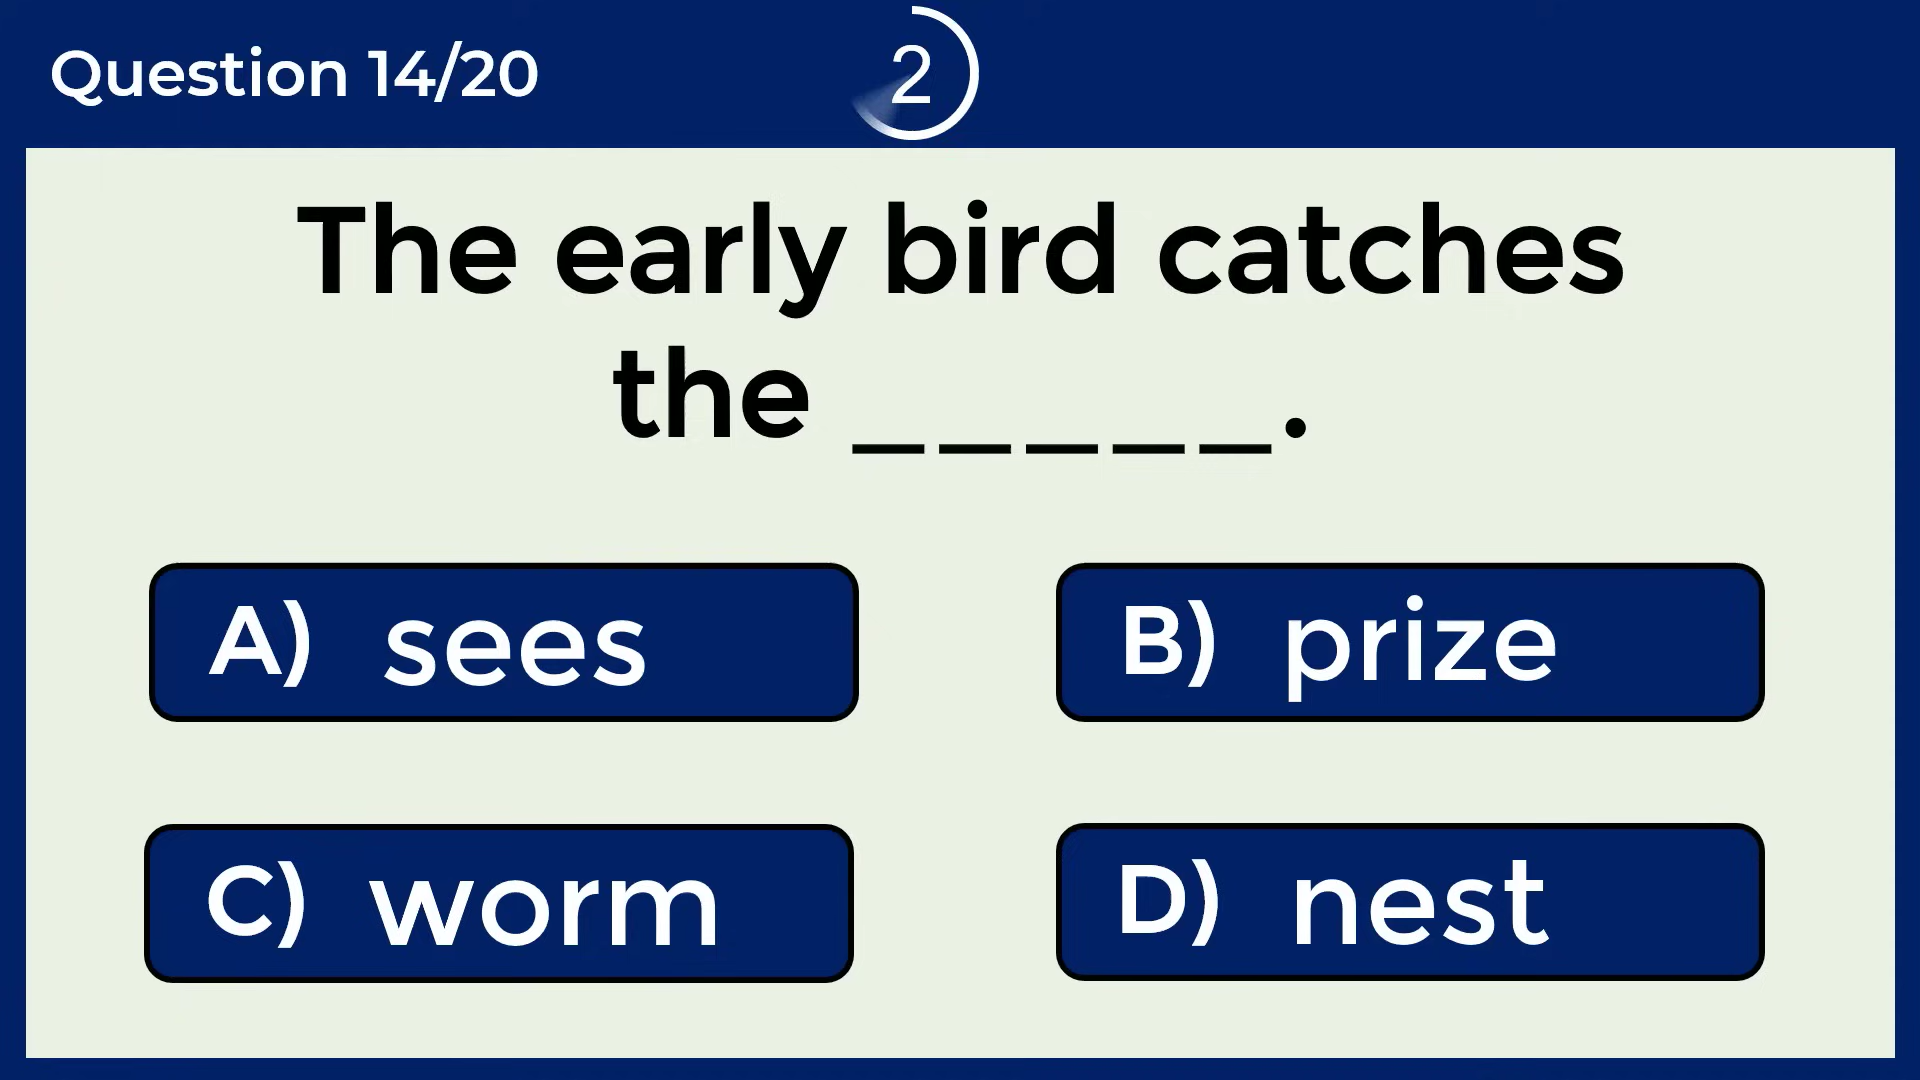 Question 14/20
2
The early bird catches
the _____.
A) sees
B) prize
C) worm
D) nest